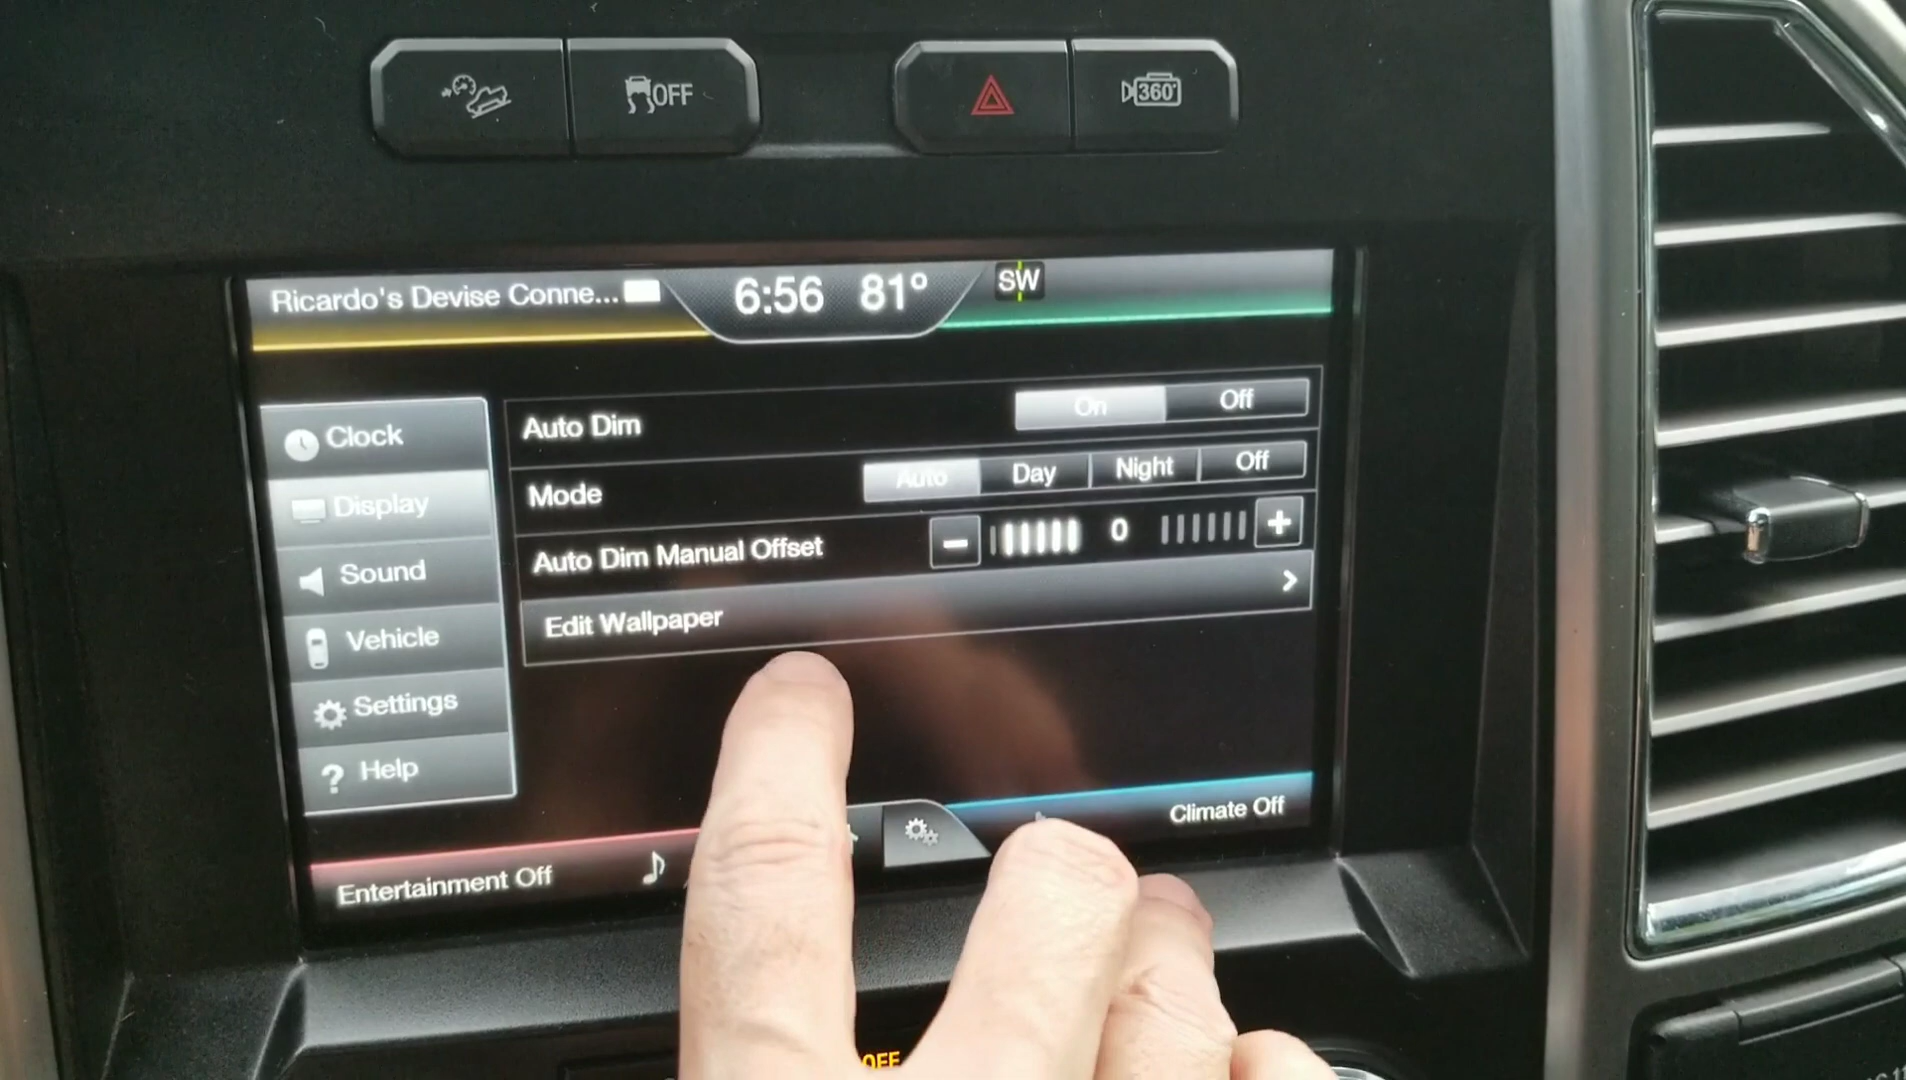 OFF
360°
Ricardo's Devise Conne...
6:56 81°
SW
Clock
Display
Sound
Vehicle
Settings
? Help
Auto Dim On Off
Mode Auto Day Night Off
Auto Dim Manual Offset - 0 +
Edit Wallpaper >
Entertainment Off
Climate Off
OFF